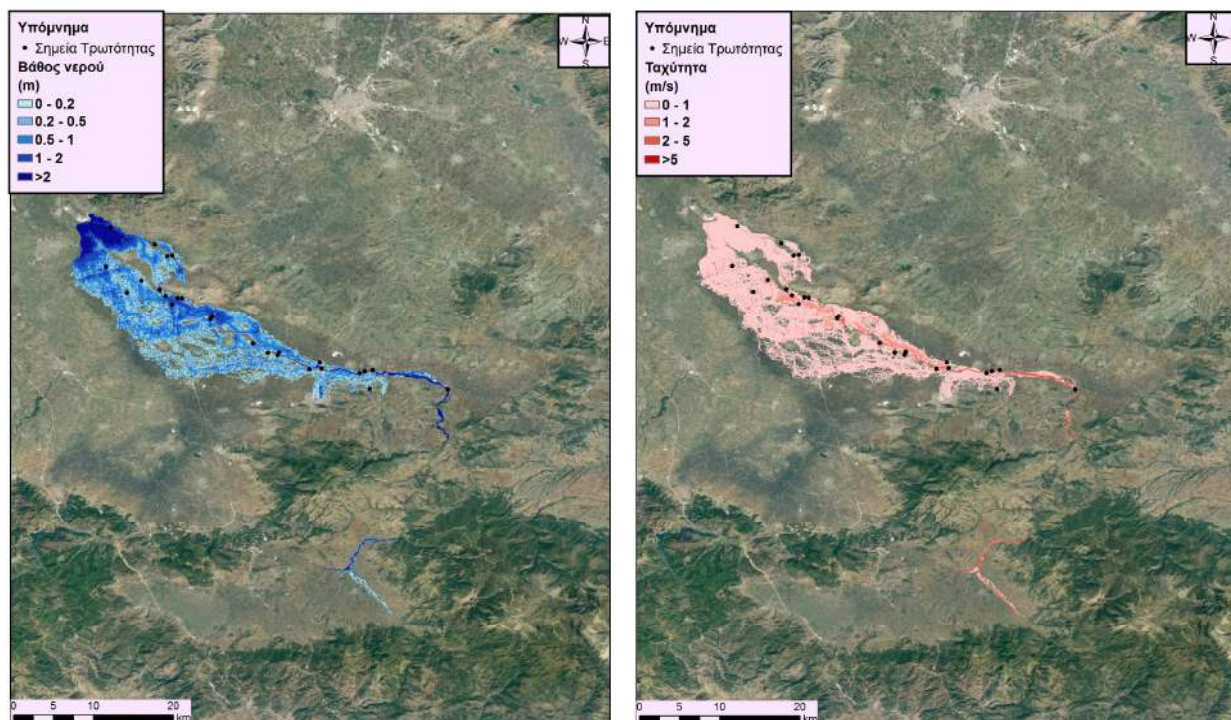 Υπόμνημα
• Σημεία Τρωτότητας
Βάθος νερού
(m)
0 - 0.2
0.2 - 0.5
0.5 - 1
1 - 2
>2
N
W E
S
0 5 10 20
km
Υπόμνημα
• Σημεία Τρωτότητας
Ταχύτητα
(m/s)
0 - 1
1 - 2
2 - 5
>5
N
W E
S
0 5 10 20
km